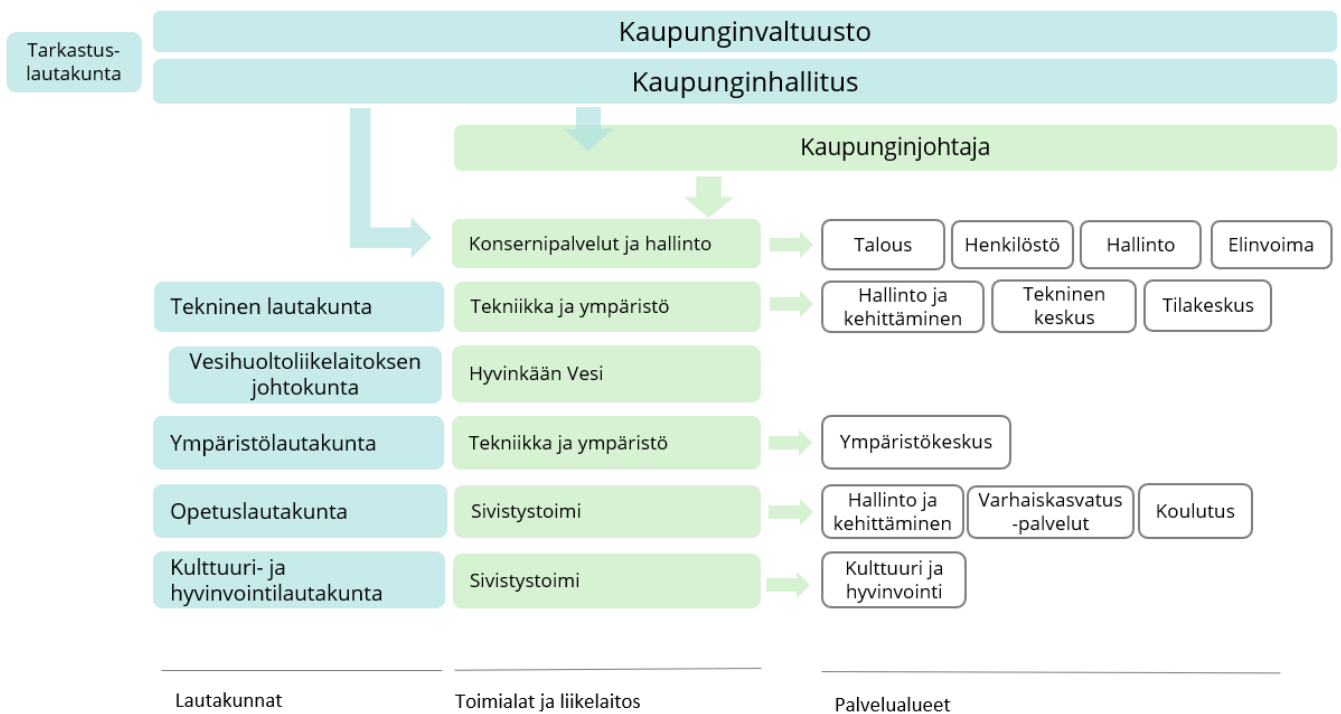 Tarkastus-
lautakunta
Kaupunginvaltuusto
Kaupunginhallitus
Kaupunginjohtaja
Konsernipalvelut ja hallinto
Talous
Henkilöstö
Hallinto
Elinvoima
Tekninen lautakunta
Tekniikka ja ympäristö
Hallinto ja
kehittäminen
Tekninen
keskus
Tilakeskus
Vesihuoltoliikelaitoksen
johtokunta
Hyvinkään Vesi
Ympäristölautakunta
Tekniikka ja ympäristö
Ympäristökeskus
Opetuslautakunta
Sivistystoimi
Hallinto ja
kehittäminen
Varhaiskasvatus
-palvelut
Koulutus
Kulttuuri- ja
hyvinvointilautakunta
Sivistystoimi
Kulttuuri ja
hyvinvointi
Lautakunnat
Toimialat ja liikelaitos
Palvelualueet